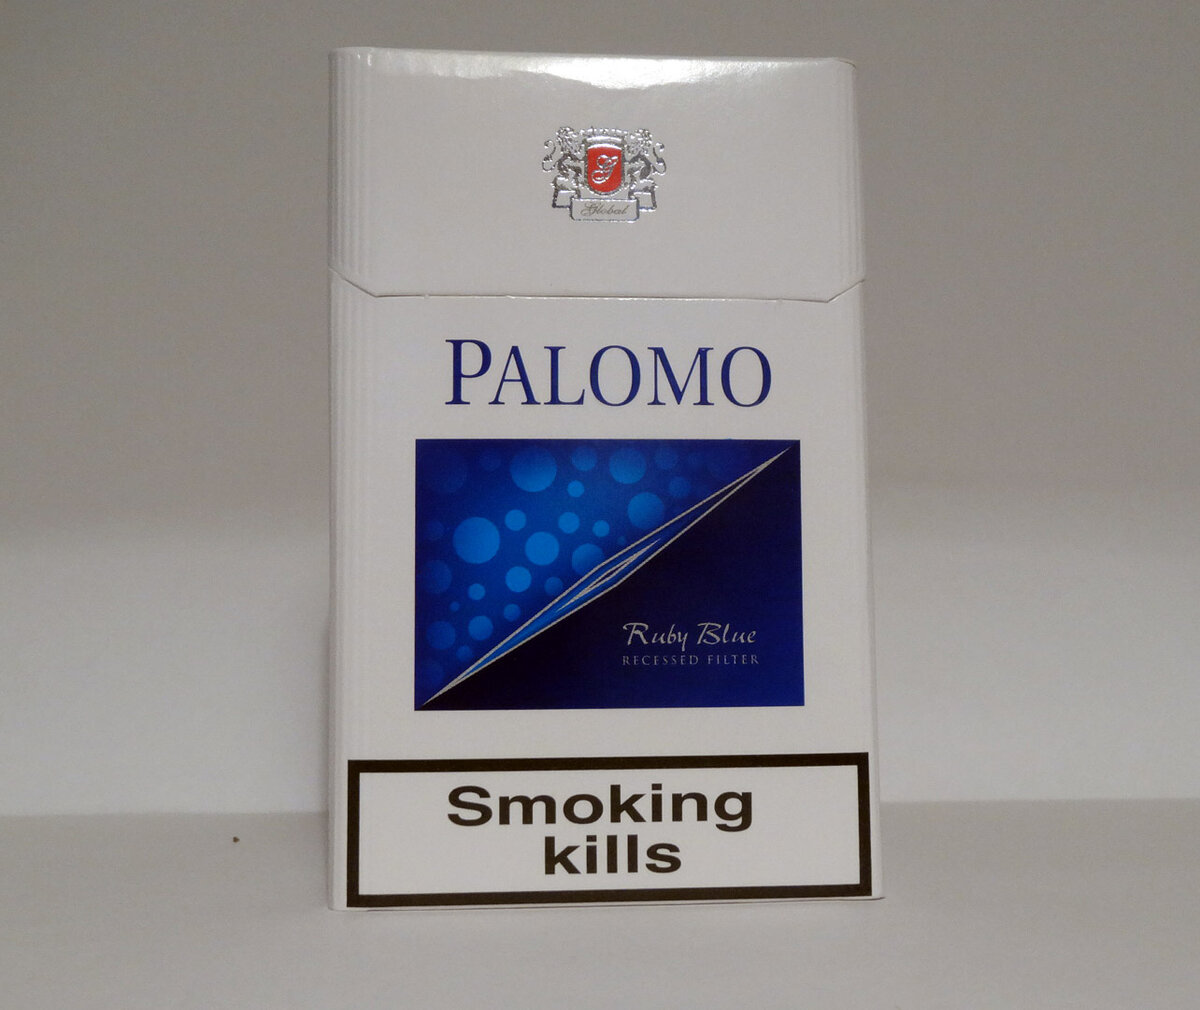 G
Global
PALOMO
Ruby Blue
RECESSED FILTER
Smoking
kills